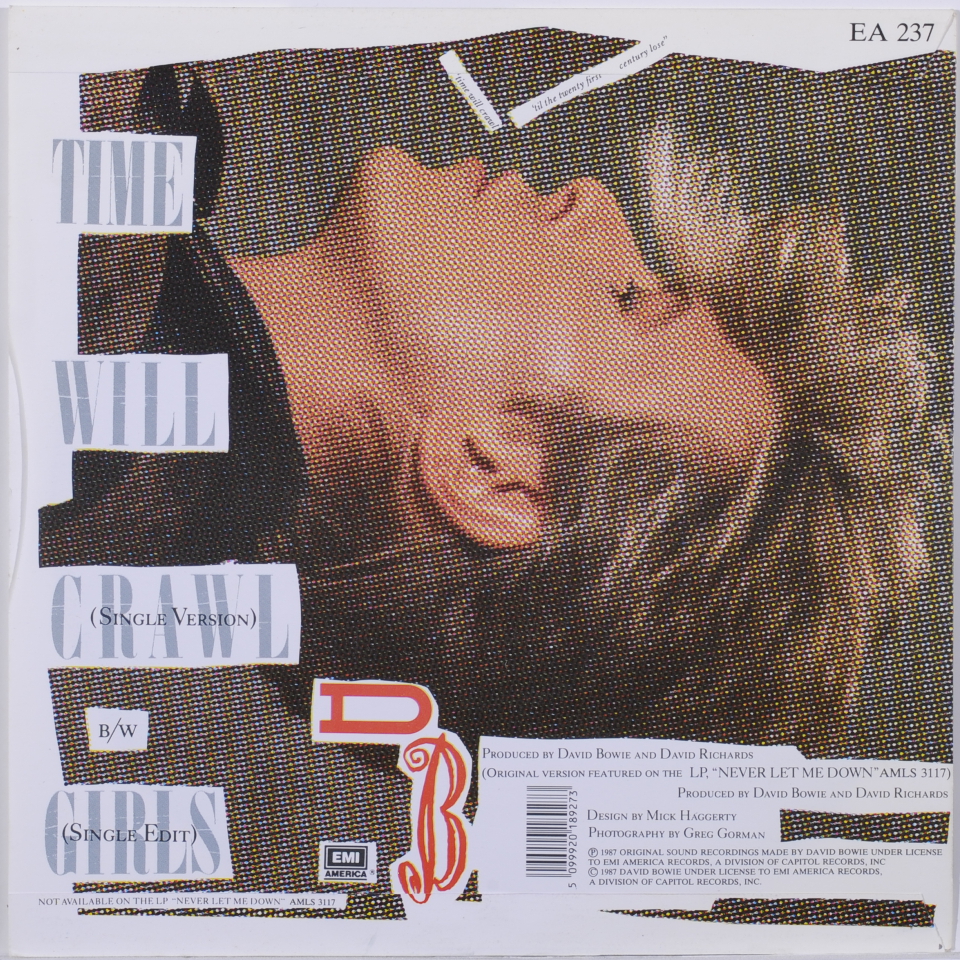 EA 237
"time will crawl
'til the twenty first century lose"
TIME
WILL
CRAWL
(SINGLE VERSION)
B/W
GIRLS
(SINGLE EDIT)
DB
PRODUCED BY DAVID BOWIE AND DAVID RICHARDS
(ORIGINAL VERSION FEATURED ON THE LP, "NEVER LET ME DOWN" AMLS 3117)
PRODUCED BY DAVID BOWIE AND DAVID RICHARDS
DESIGN BY MICK HAGGERTY
PHOTOGRAPHY BY GREG GORMAN
Ⓟ 1987 ORIGINAL SOUND RECORDINGS MADE BY DAVID BOWIE UNDER LICENSE
TO EMI AMERICA RECORDS, A DIVISION OF CAPITOL RECORDS, INC
© 1987 DAVID BOWIE UNDER LICENSE TO EMI AMERICA RECORDS,
A DIVISION OF CAPITOL RECORDS, INC.
5 099920 189273
EMI
AMERICA ®
NOT AVAILABLE ON THE LP "NEVER LET ME DOWN" AMLS 3117